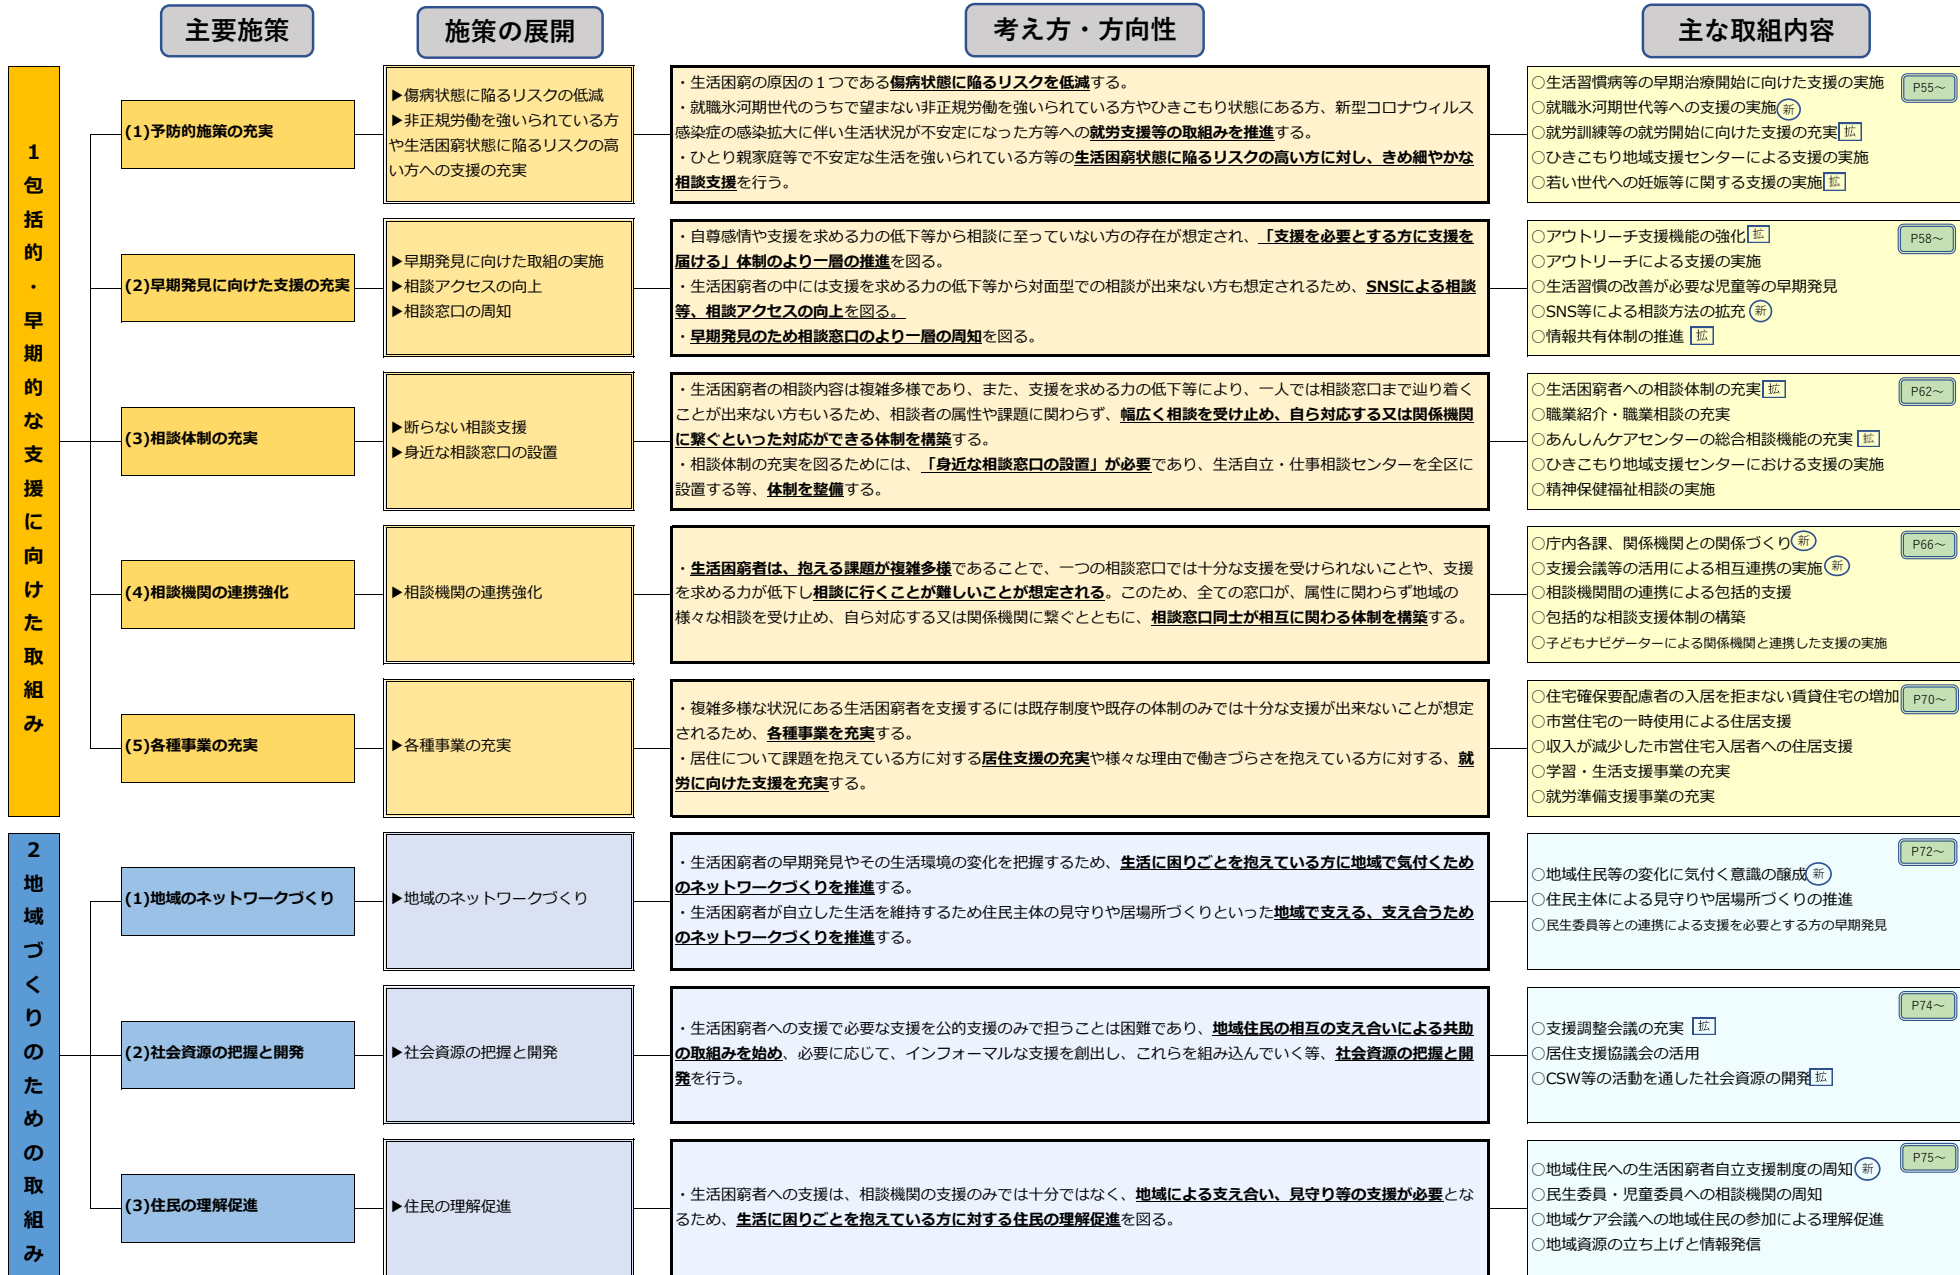 主要施策
施策の展開
考え方・方向性
主な取組内容
1包括的・早期的な支援に向けた取組み
(1)予防的施策の充実
▶傷病状態に陥るリスクの低減
▶非正規労働を強いられている方
や生活困窮状態に陥るリスクの高
い方への支援の充実
・生活困窮の原因の１つである傷病状態に陥るリスクを低減する。
・就職氷河期世代のうちで望まない非正規労働を強いられている方やひきこもり状態にある方、新型コロナウィルス
感染症の感染拡大に伴い生活状況が不安定になった方等への就労支援等の取組みを推進する。
・ひとり親家庭等で不安定な生活を強いられている方等の生活困窮状態に陥るリスクの高い方に対し、きめ細やかな
相談支援を行う。
P55～
○生活習慣病等の早期治療開始に向けた支援の実施
○就職氷河期世代等への支援の実施 新
○就労訓練等の就労開始に向けた支援の充実 拡
○ひきこもり地域支援センターによる支援の実施
○若い世代への妊娠等に関する支援の実施 拡
(2)早期発見に向けた支援の充実
▶早期発見に向けた取組の実施
▶相談アクセスの向上
▶相談窓口の周知
・自尊感情や支援を求める力の低下等から相談に至っていない方の存在が想定され、「支援を必要とする方に支援を
届ける」体制のより一層の推進を図る。
・生活困窮者の中には支援を求める力の低下等から対面型での相談が出来ない方も想定されるため、SNSによる相談
等、相談アクセスの向上を図る。
・早期発見のため相談窓口のより一層の周知を図る。
P58～
○アウトリーチ支援機能の強化 拡
○アウトリーチによる支援の実施
○生活習慣の改善が必要な児童等の早期発見
○SNS等による相談方法の拡充 新
○情報共有体制の推進 拡
(3)相談体制の充実
▶断らない相談支援
▶身近な相談窓口の設置
・生活困窮者の相談内容は複雑多様であり、また、支援を求める力の低下等により、一人では相談窓口まで辿り着く
ことが出来ない方もいるため、相談者の属性や課題に関わらず、幅広く相談を受け止め、自ら対応する又は関係機関
に繋ぐといった対応ができる体制を構築する。
・相談体制の充実を図るためには、「身近な相談窓口の設置」が必要であり、生活自立・仕事相談センターを全区に
設置する等、体制を整備する。
P62～
○生活困窮者への相談体制の充実 拡
○職業紹介・職業相談の充実
○あんしんケアセンターの総合相談機能の充実 拡
○ひきこもり地域支援センターにおける支援の実施
○精神保健福祉相談の実施
(4)相談機関の連携強化
▶相談機関の連携強化
・生活困窮者は、抱える課題が複雑多様であることで、一つの相談窓口では十分な支援を受けられないことや、支援
を求める力が低下し相談に行くことが難しいことが想定される。このため、全ての窓口が、属性に関わらず地域の
様々な相談を受け止め、自ら対応する又は関係機関に繋ぐとともに、相談窓口同士が相互に関わる体制を構築する。
P66～
○庁内各課、関係機関との関係づくり 新
○支援会議等の活用による相互連携の実施 新
○相談機関間の連携による包括的支援
○包括的な相談支援体制の構築
○子どもナビゲーターによる関係機関と連携した支援の実施
(5)各種事業の充実
▶各種事業の充実
・複雑多様な状況にある生活困窮者を支援するには既存制度や既存の体制のみでは十分な支援が出来ないことが想定
されるため、各種事業を充実する。
・居住について課題を抱えている方に対する居住支援の充実や様々な理由で働きづらさを抱えている方に対する、就
労に向けた支援を充実する。
P70～
○住宅確保要配慮者の入居を拒まない賃貸住宅の増加
○市営住宅の一時使用による住居支援
○収入が減少した市営住宅入居者への住居支援
○学習・生活支援事業の充実
○就労準備支援事業の充実
2地域づくりのための取組み
(1)地域のネットワークづくり
▶地域のネットワークづくり
・生活困窮者の早期発見やその生活環境の変化を把握するため、生活に困りごとを抱えている方に地域で気付くため
のネットワークづくりを推進する。
・生活困窮者が自立した生活を維持するため住民主体の見守りや居場所づくりといった地域で支える、支え合うため
のネットワークづくりを推進する。
P72～
○地域住民等の変化に気付く意識の醸成 新
○住民主体による見守りや居場所づくりの推進
○民生委員等との連携による支援を必要とする方の早期発見
(2)社会資源の把握と開発
▶社会資源の把握と開発
・生活困窮者への支援で必要な支援を公的支援のみで担うことは困難であり、地域住民の相互の支え合いによる共助
の取組みを始め、必要に応じて、インフォーマルな支援を創出し、これらを組み込んでいく等、社会資源の把握と開
発を行う。
P74～
○支援調整会議の充実 拡
○居住支援協議会の活用
○CSW等の活動を通した社会資源の開発 拡
(3)住民の理解促進
▶住民の理解促進
・生活困窮者への支援は、相談機関の支援のみでは十分ではなく、地域による支え合い、見守り等の支援が必要とな
るため、生活に困りごとを抱えている方に対する住民の理解促進を図る。
P75～
○地域住民への生活困窮者自立支援制度の周知 新
○民生委員・児童委員への相談機関の周知
○地域ケア会議への地域住民の参加による理解促進
○地域資源の立ち上げと情報発信